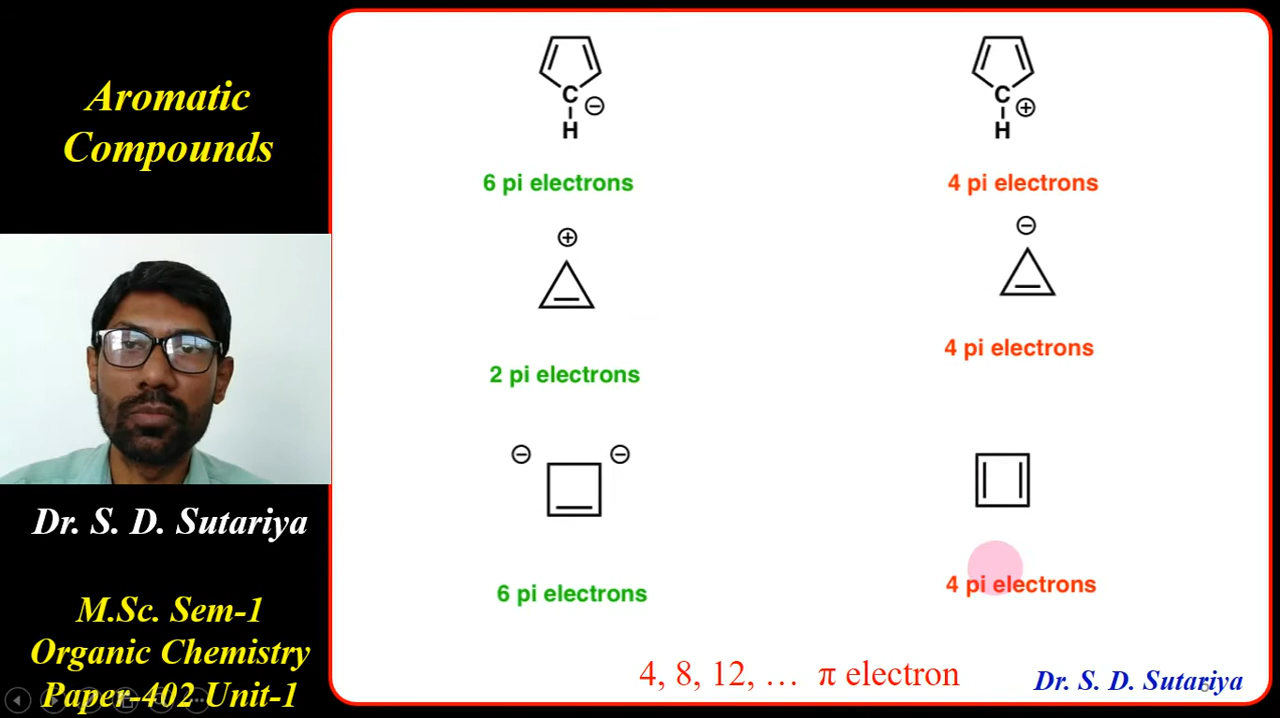 Aromatic
Compounds
Dr. S. D. Sutariya
M.Sc. Sem-1
Organic Chemistry
Paper-402 Unit-1
C ⊖
H
6 pi electrons
C ⊕
H
4 pi electrons
⊕
2 pi electrons
⊖
4 pi electrons
⊖ ⊖
6 pi electrons
4 pi electrons
4, 8, 12, … π electron
Dr. S. D. Sutariya